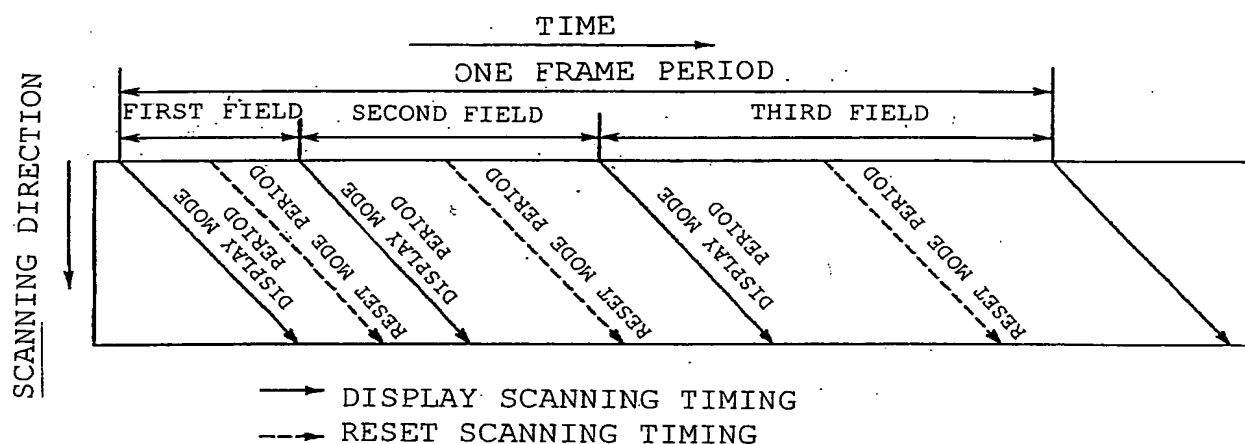 TIME
ONE FRAME PERIOD
FIRST FIELD
SECOND FIELD
THIRD FIELD
SCANNING DIRECTION
DISPLAY MODE
PERIOD
RESET MODE PERIOD
DISPLAY MODE
PERIOD
RESET MODE PERIOD
DISPLAY MODE
PERIOD
RESET MODE PERIOD
DISPLAY SCANNING TIMING
RESET SCANNING TIMING